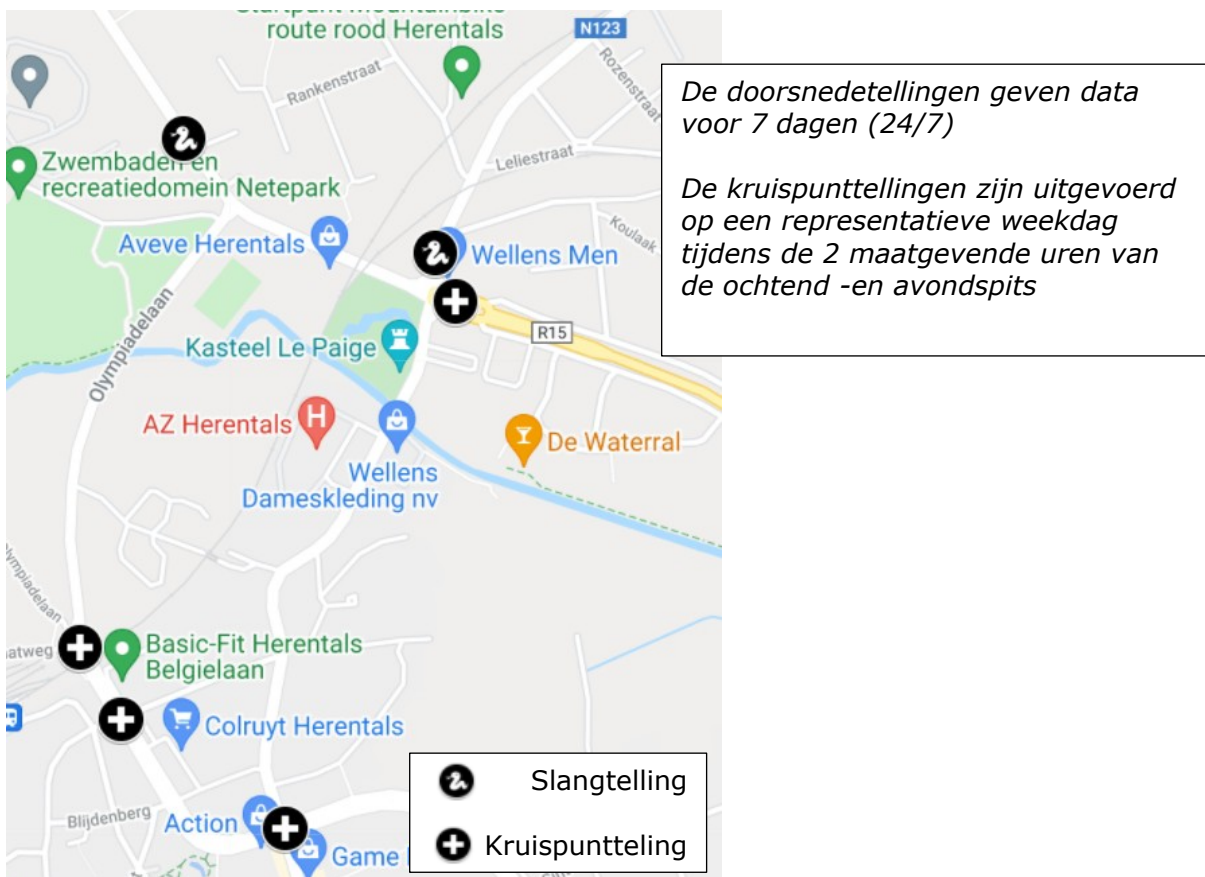 route rood Herentals
N123
Rankenstraat
Rozenstraat
Leliestraat
Koulaak
Zwembaden en
recreatiedomein Netepark
Aveve Herentals
Wellens Men
R15
Olympiadelaan
Kasteel Le Paige
AZ Herentals
De Waterral
Wellens
Dameskleding nv
Olympiadelaan
atweg
Basic-Fit Herentals
Belgiëlaan
Colruyt Herentals
Blijdenberg
Action
Game
De doorsnedetellingen geven data
voor 7 dagen (24/7)
De kruispunttellingen zijn uitgevoerd
op een representatieve weekdag
tijdens de 2 maatgevende uren van
de ochtend -en avondspits
Slangtelling
Kruispuntteling